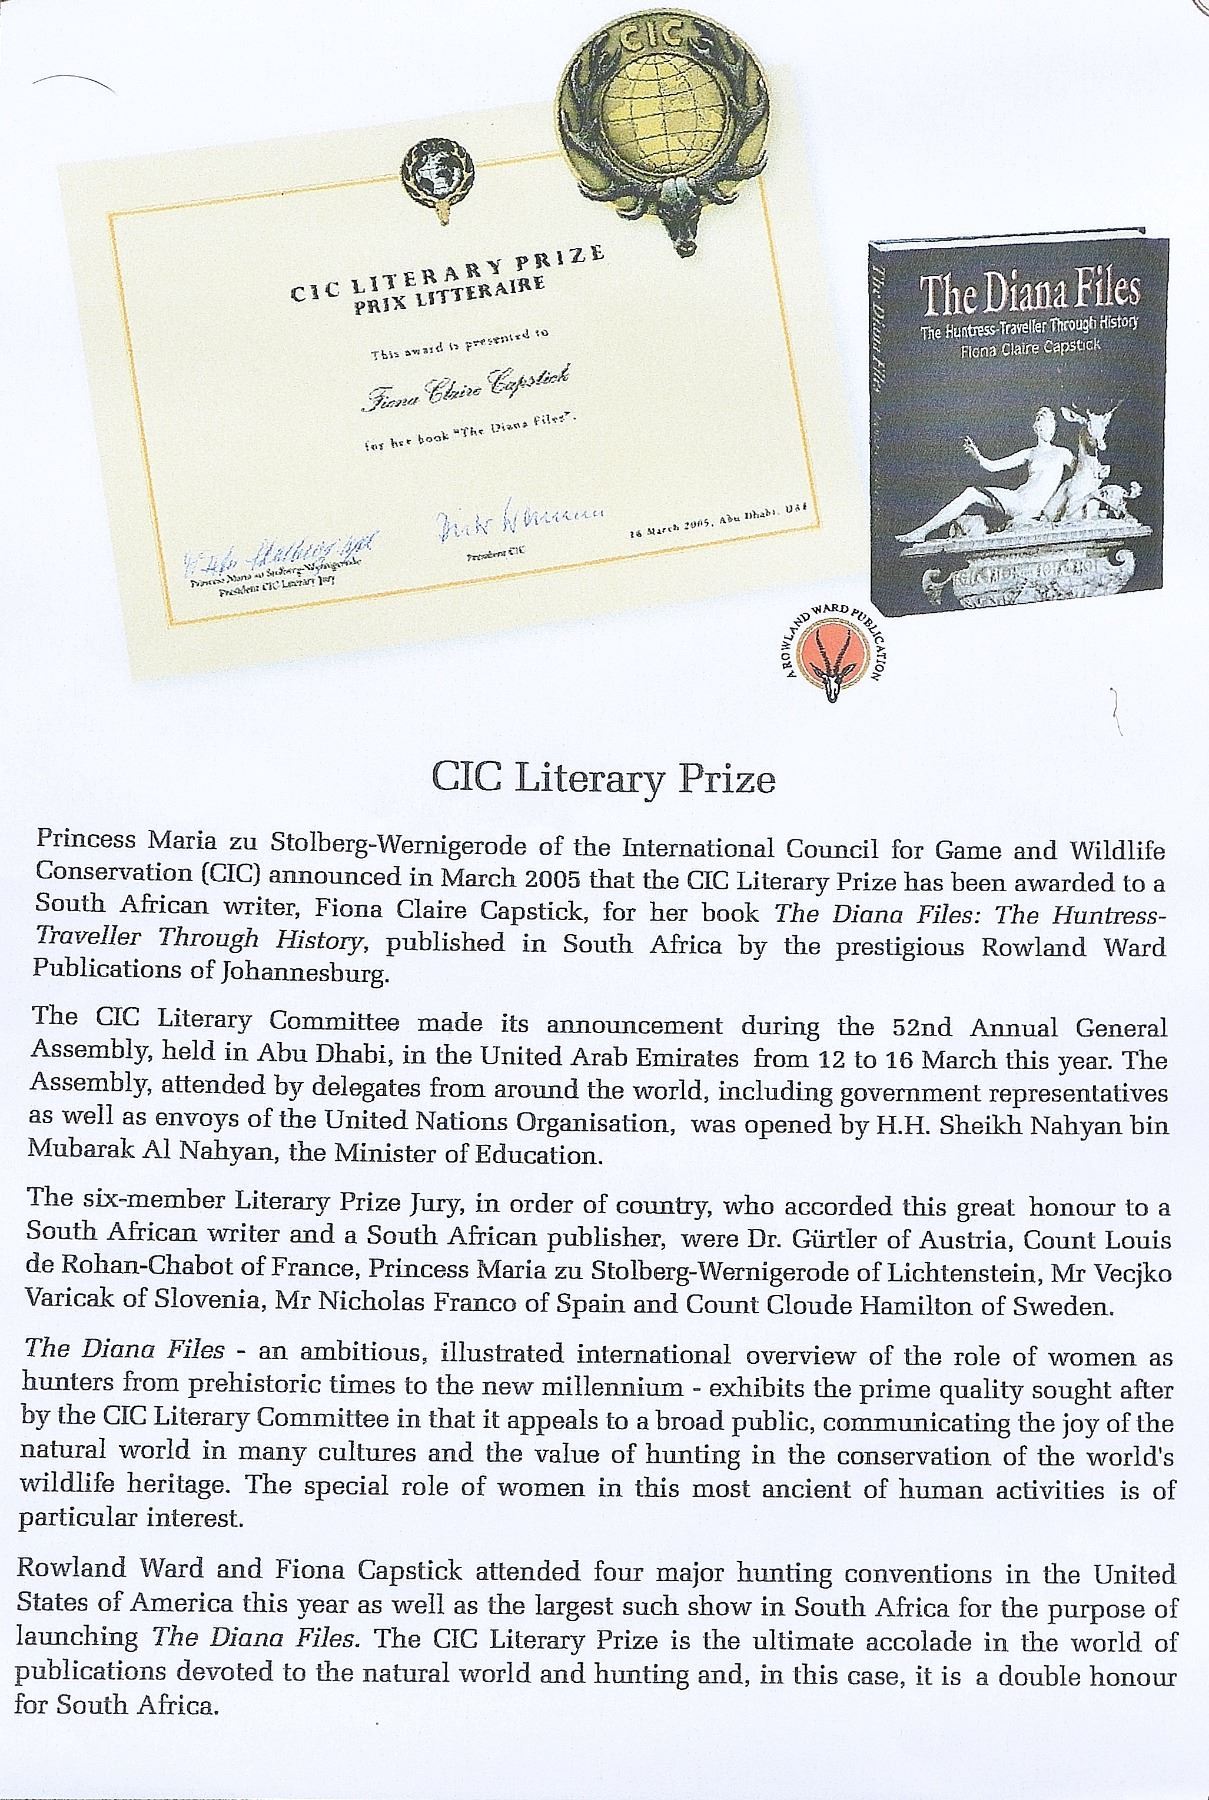 CIC
CIC LITERARY PRIZE
PRIX LITTERAIRE
This award is presented to
Fiona Claire Capstick
for her book "The Diana Files".
Princess Maria zu Stolberg-Wernigerode
President CIC Literary Jury
President CIC
16 March 2005, Abu Dhabi, UAE
The Diana Files
The Diana Files
The Huntress-Traveller Through History
Fiona Claire Capstick
A ROWLAND WARD PUBLICATION
CIC Literary Prize
Princess Maria zu Stolberg-Wernigerode of the International Council for Game and Wildlife
Conservation (CIC) announced in March 2005 that the CIC Literary Prize has been awarded to a
South African writer, Fiona Claire Capstick, for her book The Diana Files: The Huntress-
Traveller Through History, published in South Africa by the prestigious Rowland Ward
Publications of Johannesburg.
The CIC Literary Committee made its announcement during the 52nd Annual General
Assembly, held in Abu Dhabi, in the United Arab Emirates from 12 to 16 March this year. The
Assembly, attended by delegates from around the world, including government representatives
as well as envoys of the United Nations Organisation, was opened by H.H. Sheikh Nahyan bin
Mubarak Al Nahyan, the Minister of Education.
The six-member Literary Prize Jury, in order of country, who accorded this great honour to a
South African writer and a South African publisher, were Dr. Gürtler of Austria, Count Louis
de Rohan-Chabot of France, Princess Maria zu Stolberg-Wernigerode of Lichtenstein, Mr Vecjko
Varicak of Slovenia, Mr Nicholas Franco of Spain and Count Cloude Hamilton of Sweden.
The Diana Files - an ambitious, illustrated international overview of the role of women as
hunters from prehistoric times to the new millennium - exhibits the prime quality sought after
by the CIC Literary Committee in that it appeals to a broad public, communicating the joy of the
natural world in many cultures and the value of hunting in the conservation of the world's
wildlife heritage. The special role of women in this most ancient of human activities is of
particular interest.
Rowland Ward and Fiona Capstick attended four major hunting conventions in the United
States of America this year as well as the largest such show in South Africa for the purpose of
launching The Diana Files. The CIC Literary Prize is the ultimate accolade in the world of
publications devoted to the natural world and hunting and, in this case, it is a double honour
for South Africa.